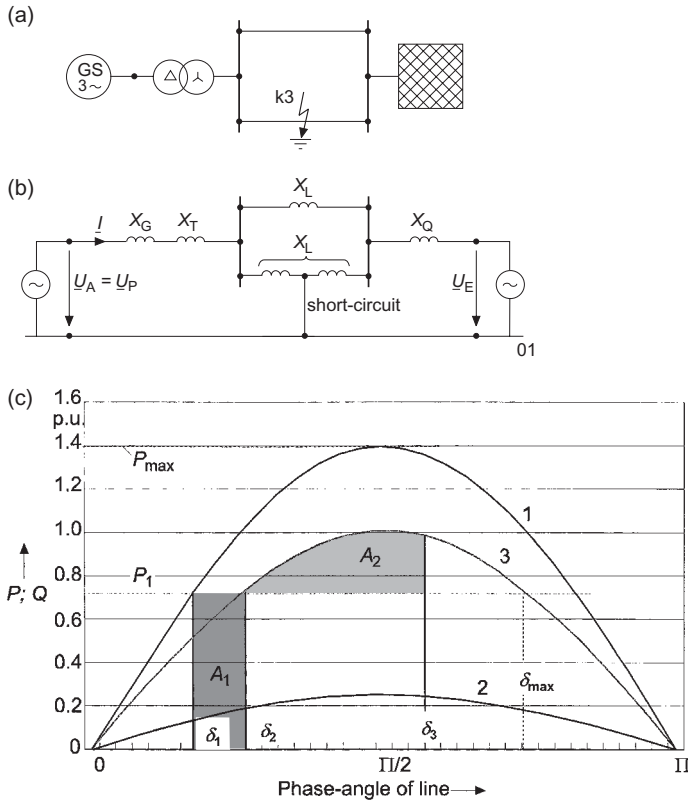 (a)
GS
3~
k3
(b)
X_L
I X_G X_T X_L X_Q
U_A = U_P
short-circuit
U_E
01
(c)
1.6
p.u.
1.4
P_max
1.2
1
1.0
3
A_2
P; Q
0.8
P_1
0.6
0.4
A_1
δ_max
0.2
2
δ_1 δ_2 δ_3
0
0 Π/2 Π
Phase-angle of line